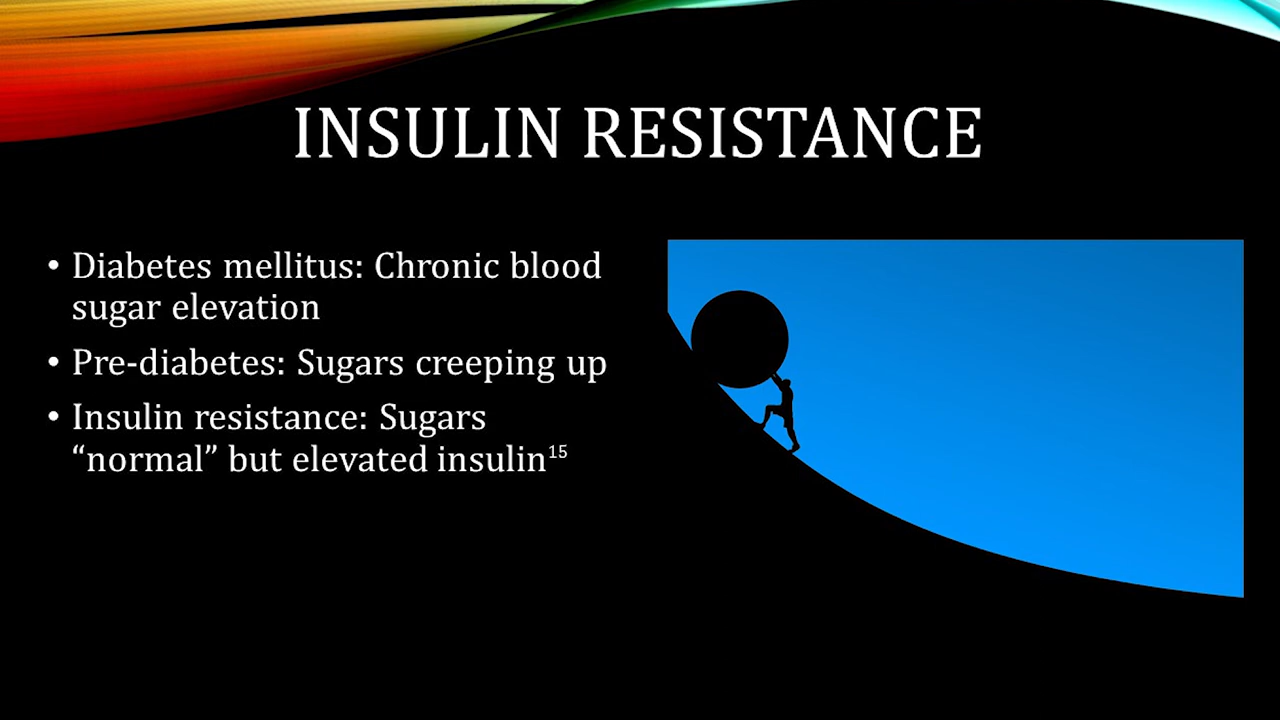 INSULIN RESISTANCE
• Diabetes mellitus: Chronic blood
sugar elevation
• Pre-diabetes: Sugars creeping up
• Insulin resistance: Sugars
“normal” but elevated insulin¹⁵